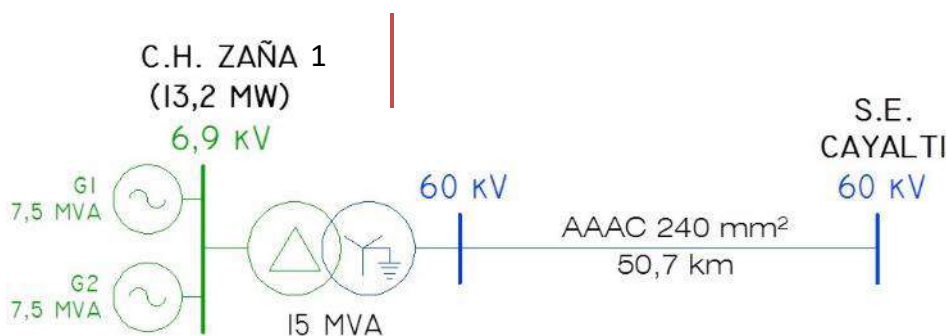 C.H. ZAÑA 1
(13,2 MW)
6,9 KV
G1
7,5 MVA
G2
7,5 MVA
15 MVA
60 KV
AAAC 240 mm²
50,7 km
S.E.
CAYALTI
60 KV